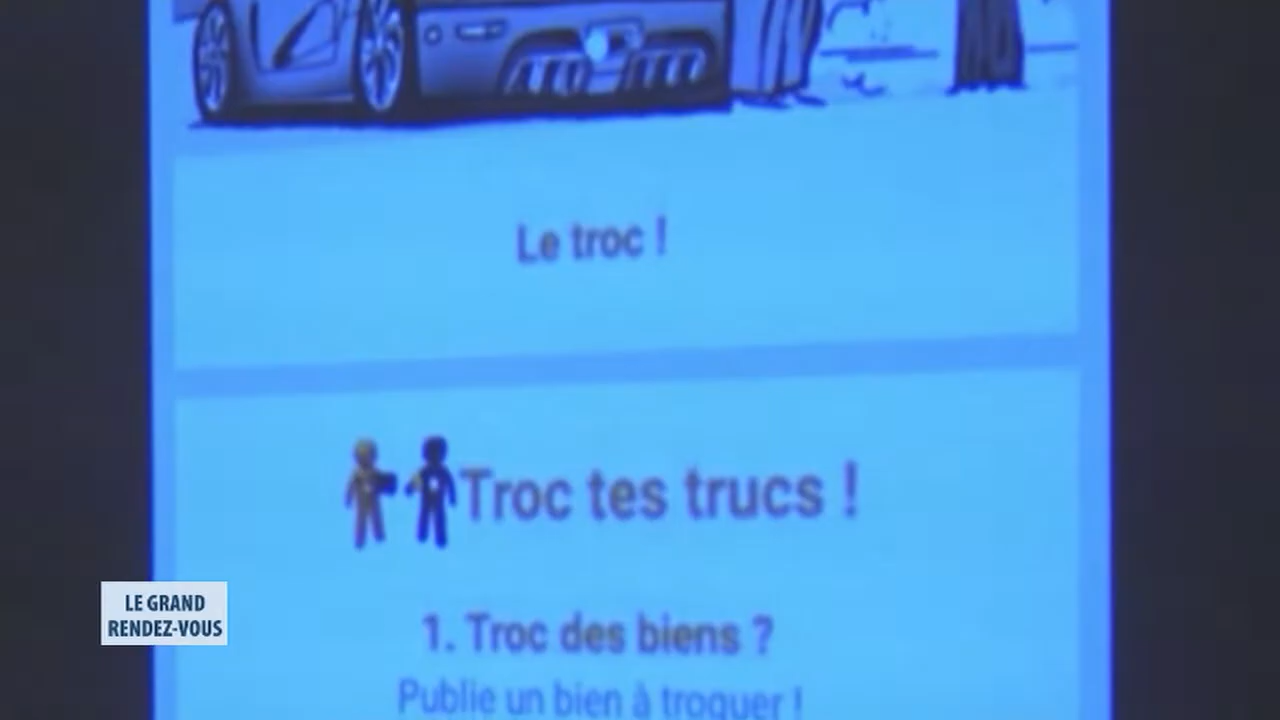 Le troc !
Troc tes trucs !
1. Troc des biens ?
Publie un bien à troquer !
LE GRAND
RENDEZ-VOUS